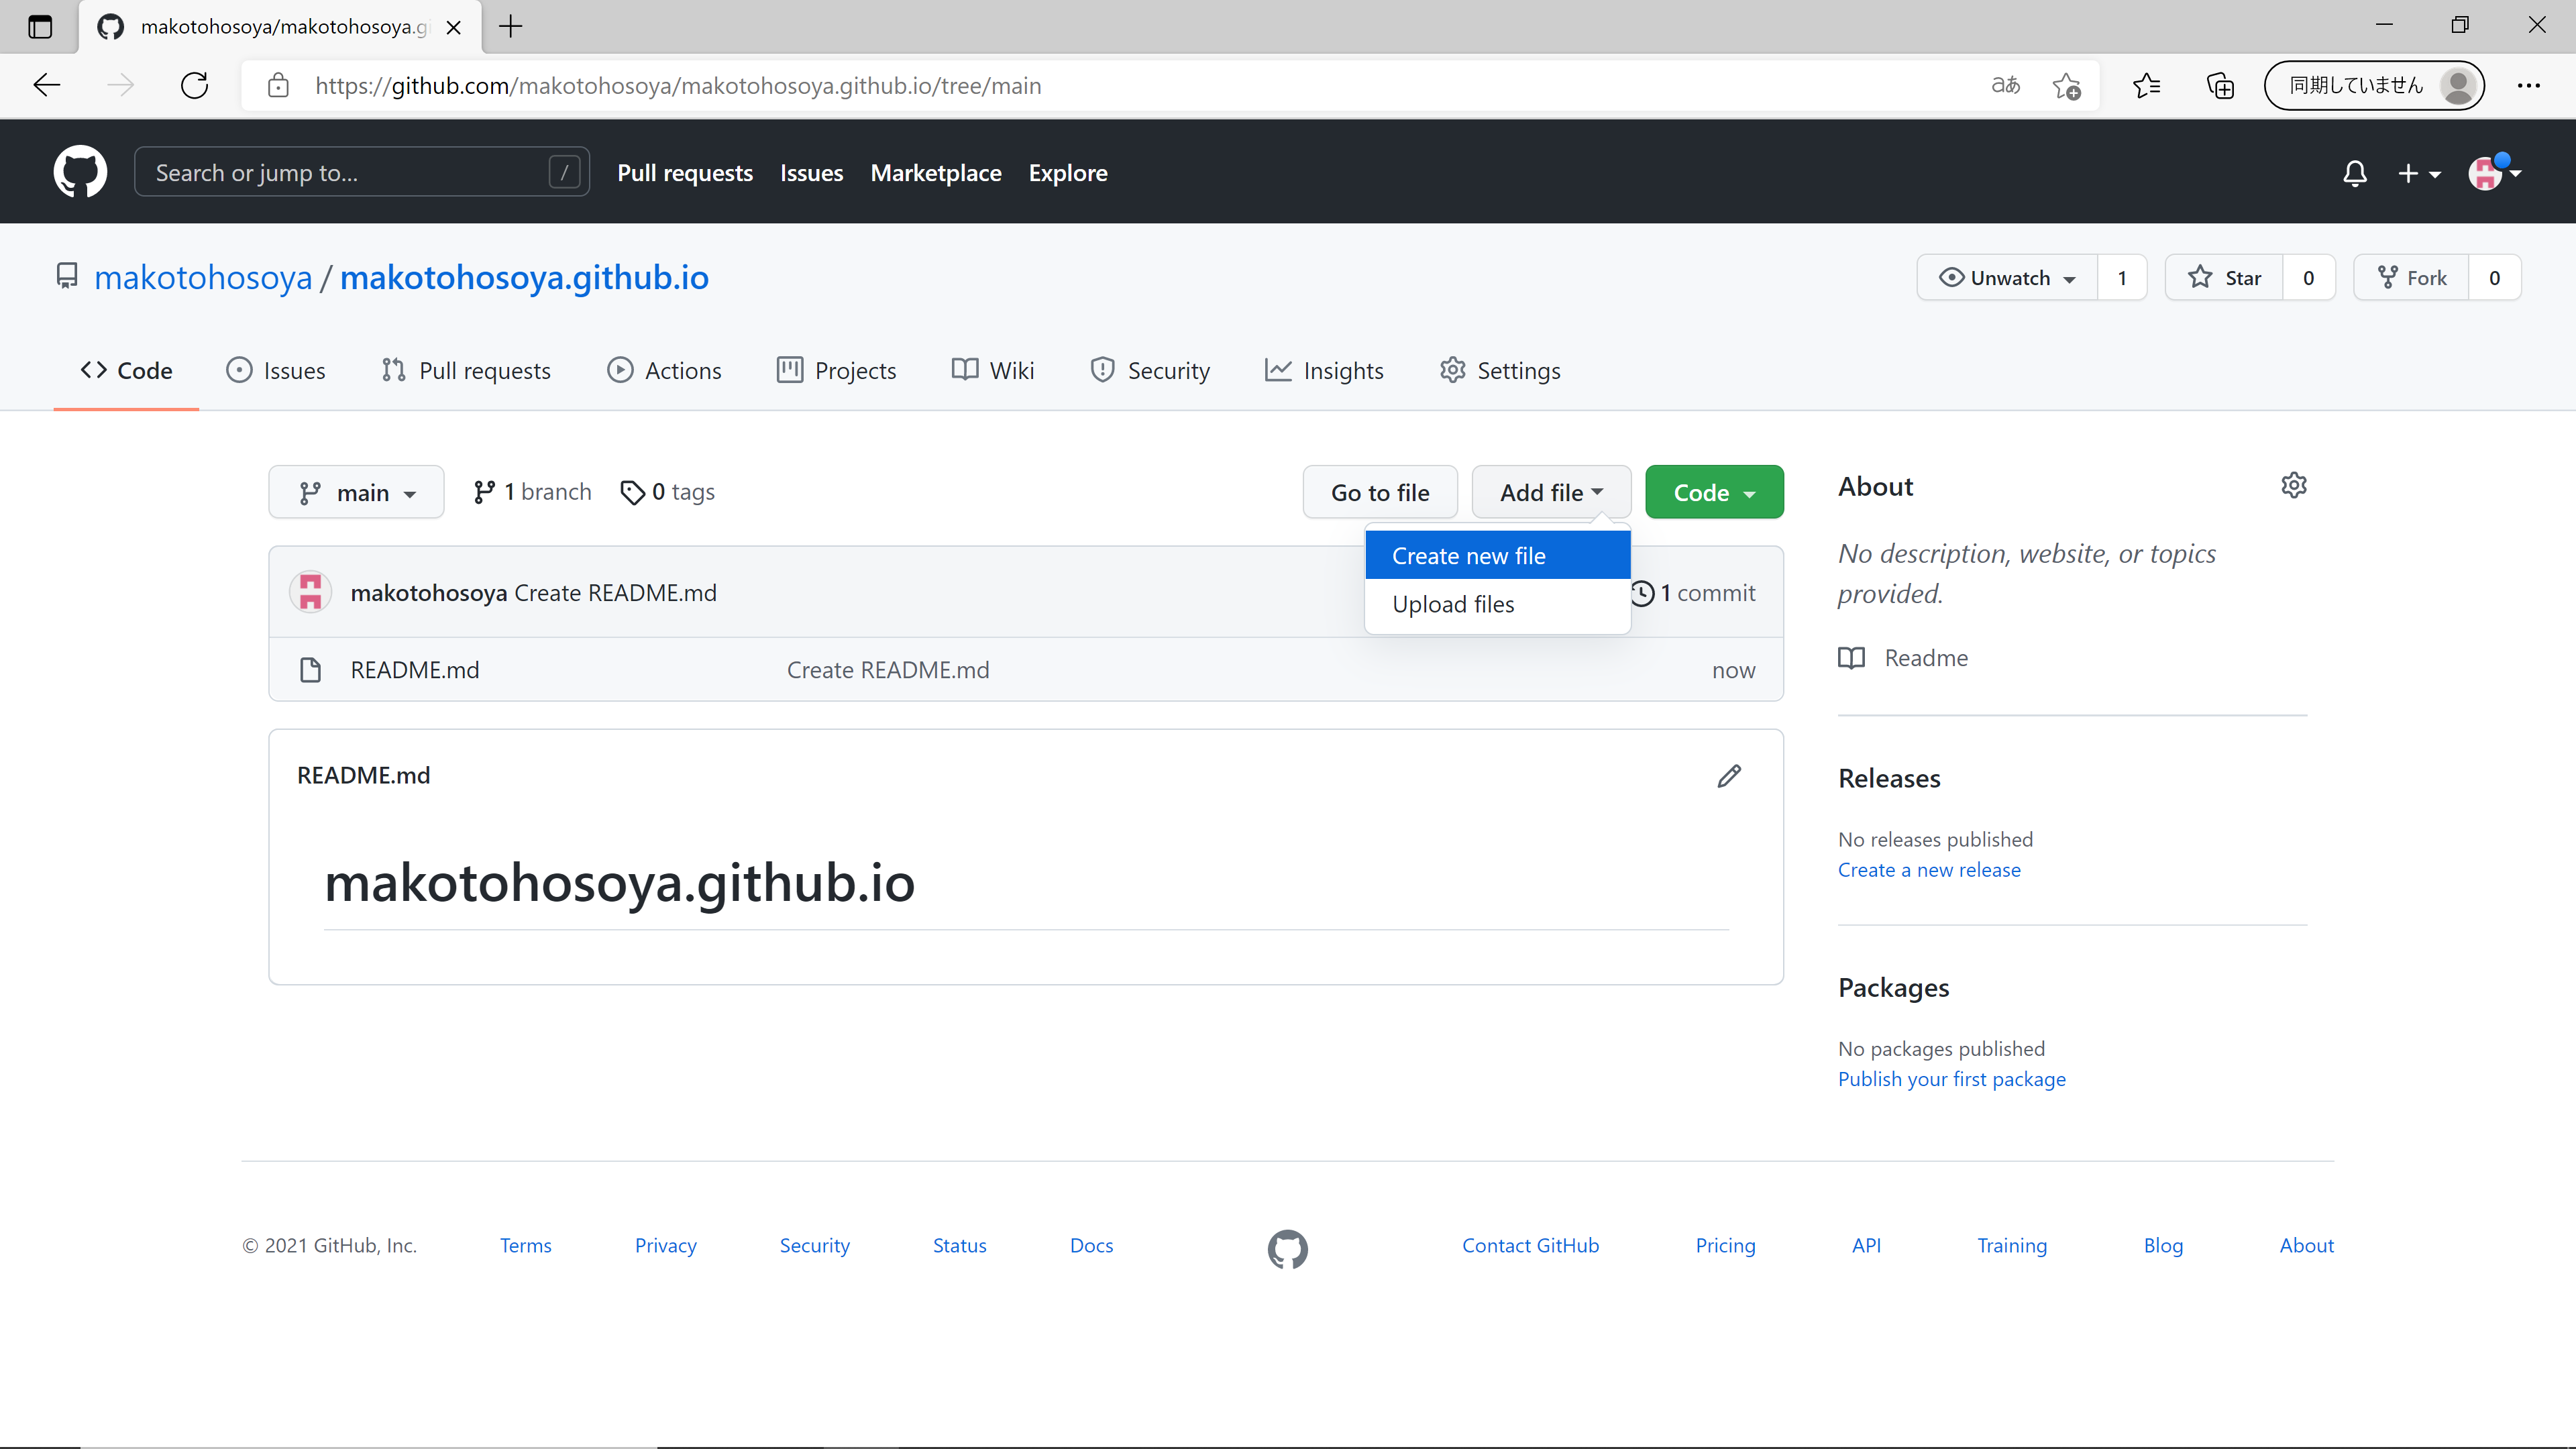 makotohosoya/makotohosoya.gi
https://github.com/makotohosoya/makotohosoya.github.io/tree/main
aあ
同期していません
Search or jump to...
/
Pull requests
Issues
Marketplace
Explore
makotohosoya / makotohosoya.github.io
Unwatch 1
Star 0
Fork 0
Code
Issues
Pull requests
Actions
Projects
Wiki
Security
Insights
Settings
main
1 branch
0 tags
Go to file
Add file
Code
Create new file
Upload files
makotohosoya Create README.md
1 commit
README.md
Create README.md
now
README.md
makotohosoya.github.io
About
No description, website, or topics
provided.
Readme
Releases
No releases published
Create a new release
Packages
No packages published
Publish your first package
© 2021 GitHub, Inc.
Terms
Privacy
Security
Status
Docs
Contact GitHub
Pricing
API
Training
Blog
About